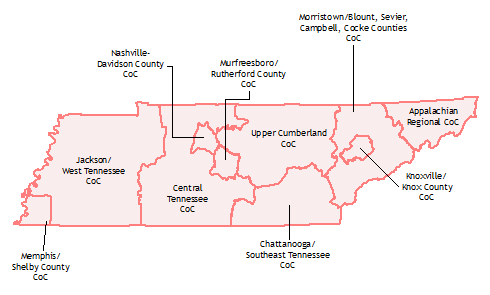 Morristown/Blount, Sevier,
Campbell, Cocke Counties
CoC
Nashville-
Davidson County
CoC
Murfreesboro/
Rutherford County
CoC
Appalachian
Regional CoC
Upper Cumberland
CoC
Jackson/
West Tennessee
CoC
Central
Tennessee
CoC
Knoxville/
Knox County
CoC
Chattanooga/
Southeast Tennessee
CoC
Memphis/
Shelby County
CoC